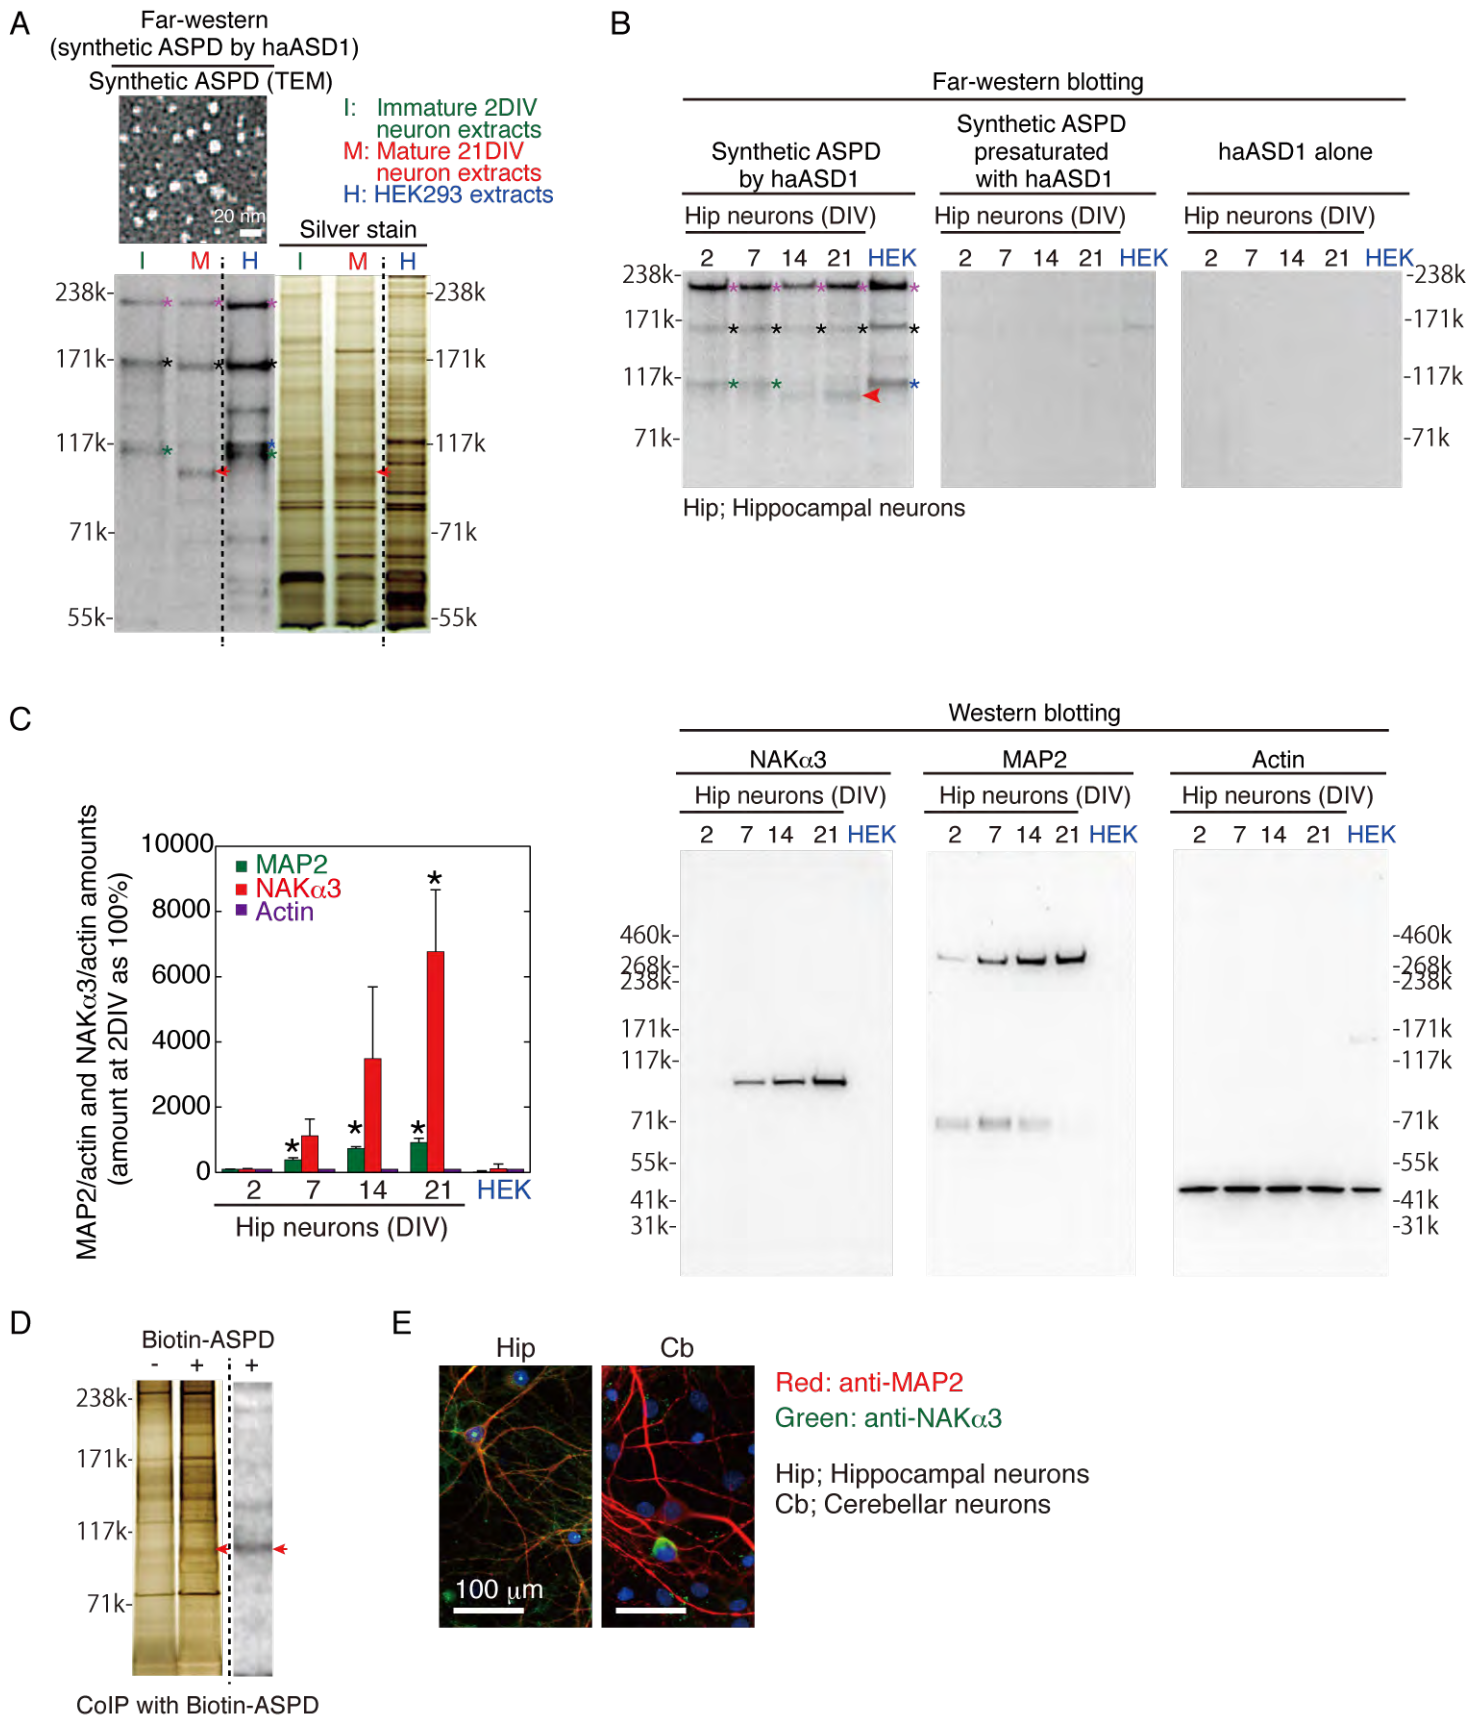 A
Far-western
(synthetic ASPD by haASD1)
Synthetic ASPD (TEM)
20 nm
I: Immature 2DIV
neuron extracts
M: Mature 21DIV
neuron extracts
H: HEK293 extracts
Silver stain
I M H I M H
238k- -238k
171k- -171k
117k- -117k
71k- -71k
55k- -55k
* * * * * * * * *
B
Far-western blotting
Synthetic ASPD
by haASD1
Synthetic ASPD
presaturated
with haASD1
haASD1 alone
Hip neurons (DIV) Hip neurons (DIV) Hip neurons (DIV)
2 7 14 21 HEK 2 7 14 21 HEK 2 7 14 21 HEK
238k- -238k
171k- -171k
117k- -117k
71k- -71k
* * * * *
* * * * *
* * *
Hip; Hippocampal neurons
C
MAP2/actin and NAKα3/actin amounts
(amount at 2DIV as 100%)
10000
8000
6000
4000
2000
0
MAP2
NAKα3
Actin
* * * *
2 7 14 21 HEK
Hip neurons (DIV)
Western blotting
NAKα3 MAP2 Actin
Hip neurons (DIV) Hip neurons (DIV) Hip neurons (DIV)
2 7 14 21 HEK 2 7 14 21 HEK 2 7 14 21 HEK
460k- -460k
268k- -268k
238k- -238k
171k- -171k
117k- -117k
71k- -71k
55k- -55k
41k- -41k
31k- -31k
D
Biotin-ASPD
- + +
238k-
171k-
117k-
71k-
CoIP with Biotin-ASPD
E
Hip Cb
100 μm
Red: anti-MAP2
Green: anti-NAKα3
Hip; Hippocampal neurons
Cb; Cerebellar neurons